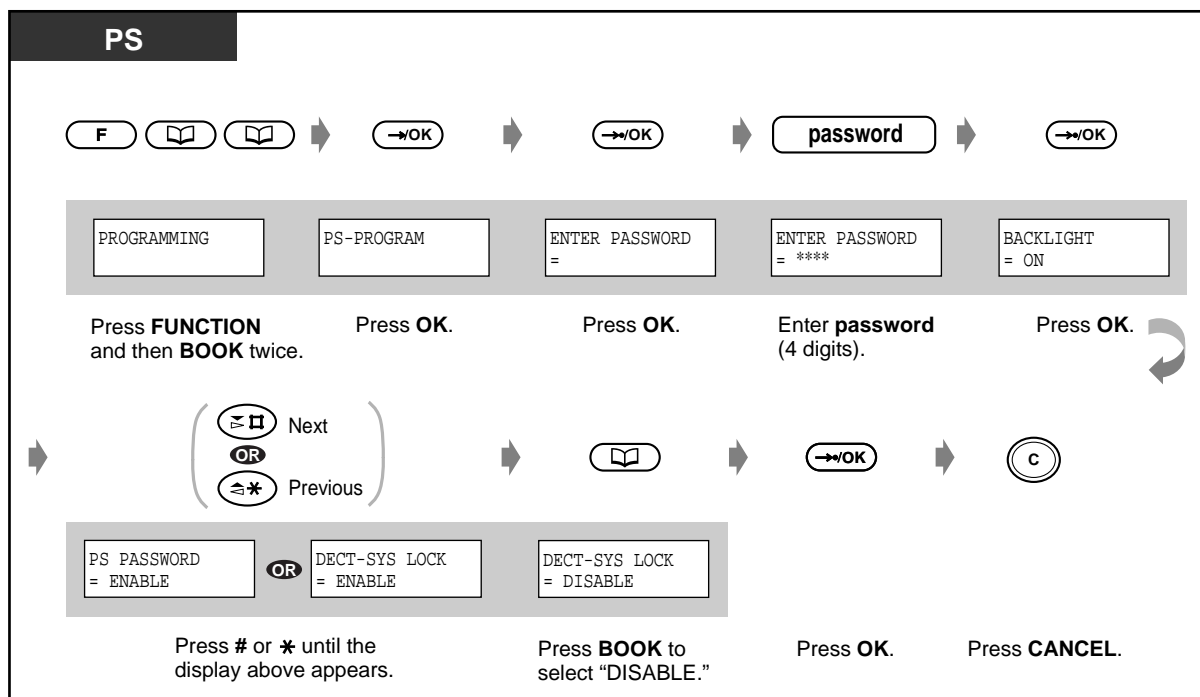 PS
F
→/OK
→/OK
password
→/OK
PROGRAMMING
PS-PROGRAM
ENTER PASSWORD
=
ENTER PASSWORD
= ****
BACKLIGHT
= ON
Press FUNCTION
and then BOOK twice.
Press OK.
Press OK.
Enter password
(4 digits).
Press OK.
# Next
OR
* Previous
→/OK
C
PS PASSWORD
= ENABLE
OR
DECT-SYS LOCK
= ENABLE
DECT-SYS LOCK
= DISABLE
Press # or * until the
display above appears.
Press BOOK to
select “DISABLE.”
Press OK.
Press CANCEL.